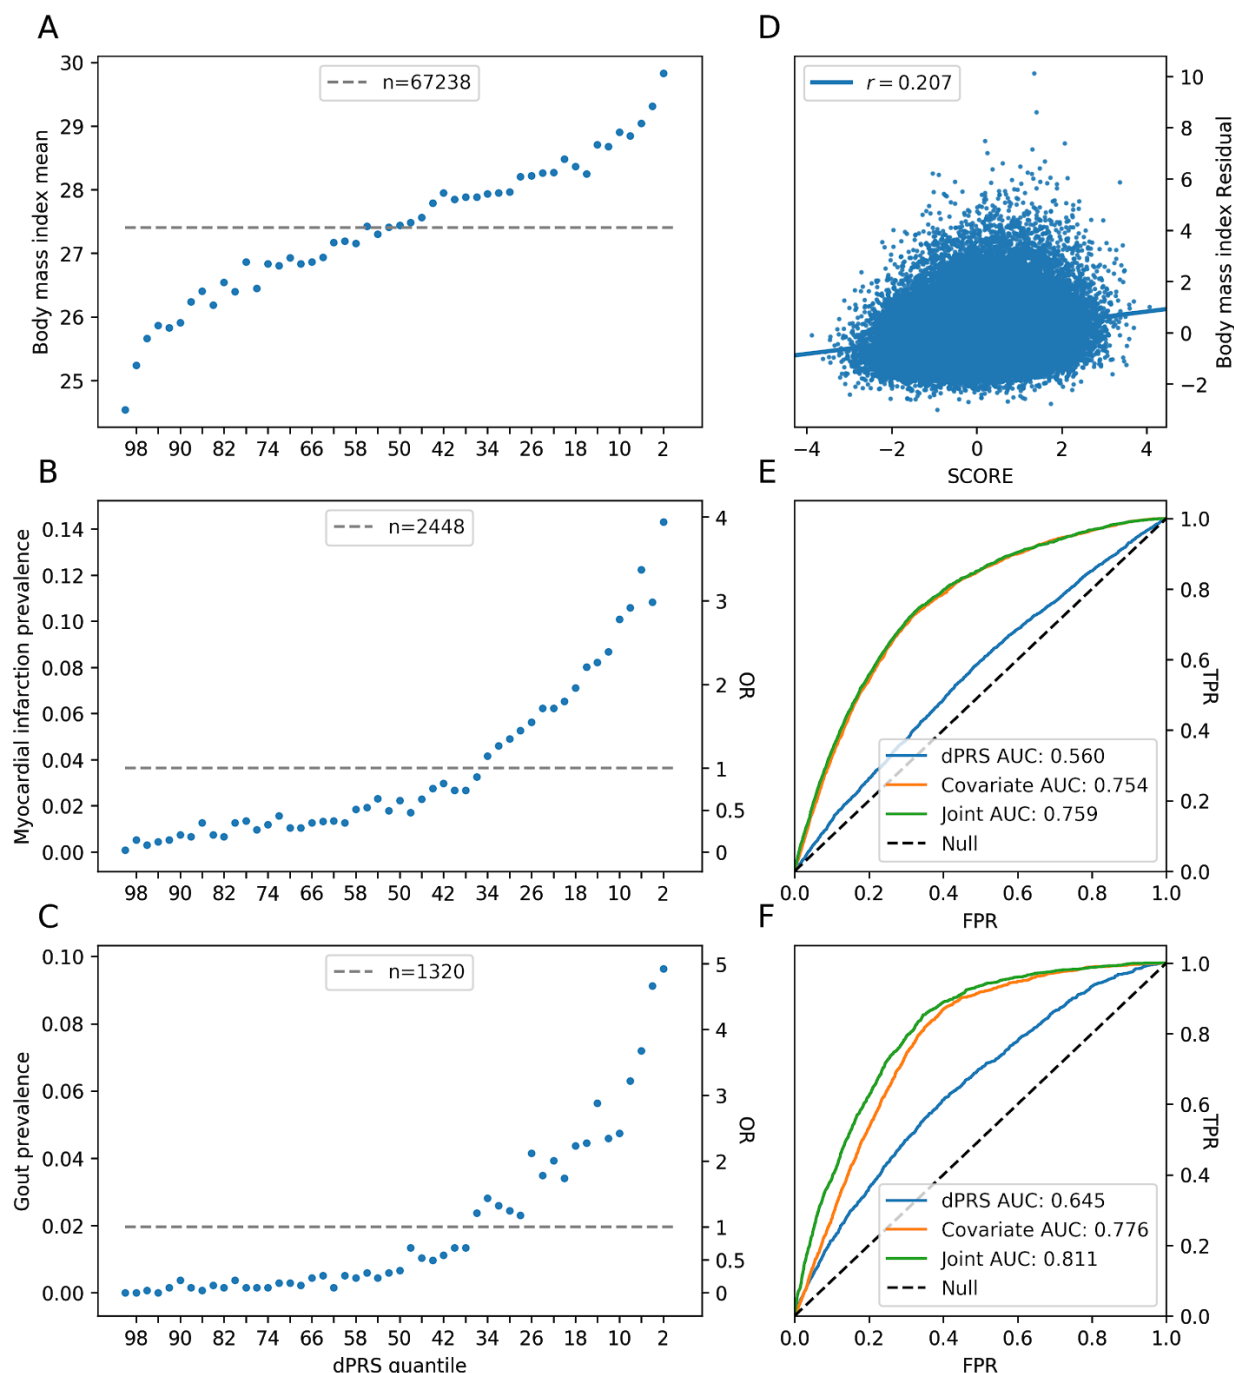 A
30
29
28
27
26
25
Body mass index mean
n=67238
98 90 82 74 66 58 50 42 34 26 18 10 2
D
r = 0.207
10
8
6
4
2
0
−2
Body mass index Residual
−4 −2 0 2 4
SCORE
B
0.14
0.12
0.10
0.08
0.06
0.04
0.02
0.00
Myocardial infarction prevalence
n=2448
4
3
2
1
0.5
0
OR
98 90 82 74 66 58 50 42 34 26 18 10 2
E
1.0
0.8
0.6
0.4
0.2
0.0
TPR
dPRS AUC: 0.560
Covariate AUC: 0.754
Joint AUC: 0.759
Null
0.0 0.2 0.4 0.6 0.8 1.0
FPR
C
0.10
0.08
0.06
0.04
0.02
0.00
Gout prevalence
n=1320
5
4
3
2
1
0.5
0
OR
98 90 82 74 66 58 50 42 34 26 18 10 2
dPRS quantile
F
1.0
0.8
0.6
0.4
0.2
0.0
TPR
dPRS AUC: 0.645
Covariate AUC: 0.776
Joint AUC: 0.811
Null
0.0 0.2 0.4 0.6 0.8 1.0
FPR